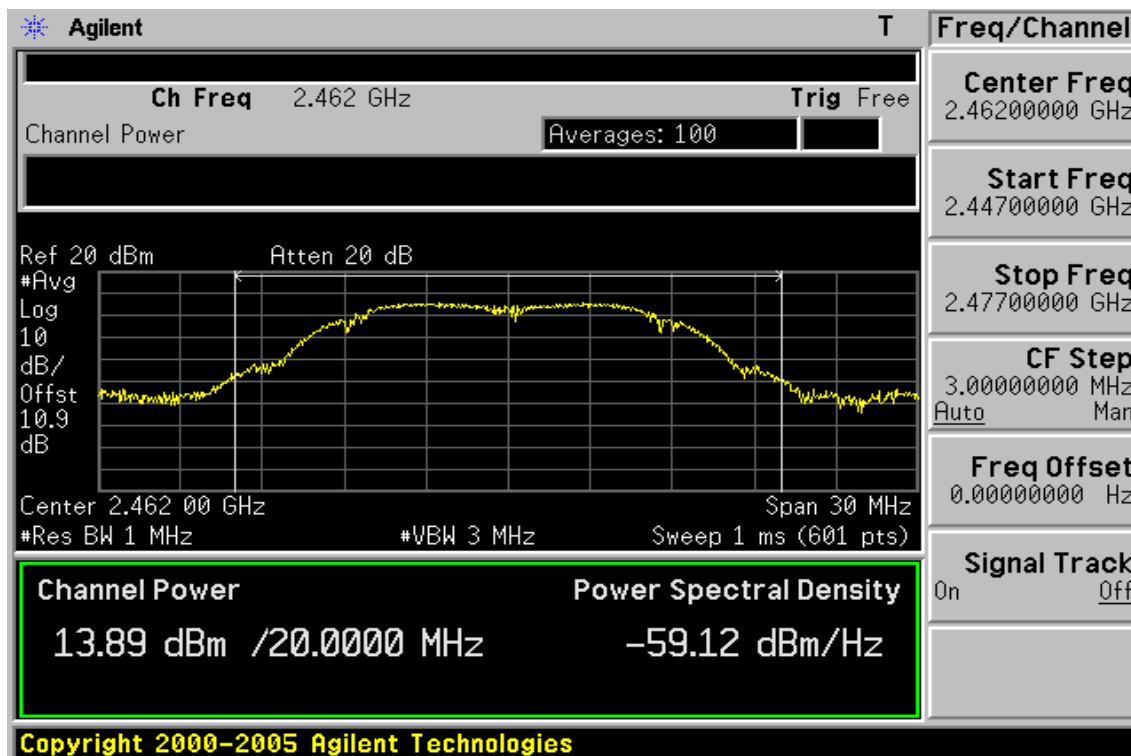 Agilent T
Ch Freq 2.462 GHz Trig Free
Channel Power Averages: 100
Ref 20 dBm Atten 20 dB
#Avg
Log
10
dB/
Offst
10.9
dB
Center 2.462 00 GHz Span 30 MHz
#Res BW 1 MHz #VBW 3 MHz Sweep 1 ms (601 pts)
Channel Power Power Spectral Density
13.89 dBm /20.0000 MHz -59.12 dBm/Hz
Copyright 2000-2005 Agilent Technologies
Freq/Channel
Center Freq
2.46200000 GHz
Start Freq
2.44700000 GHz
Stop Freq
2.47700000 GHz
CF Step
3.00000000 MHz
Auto Man
Freq Offset
0.00000000 Hz
Signal Track
On Off